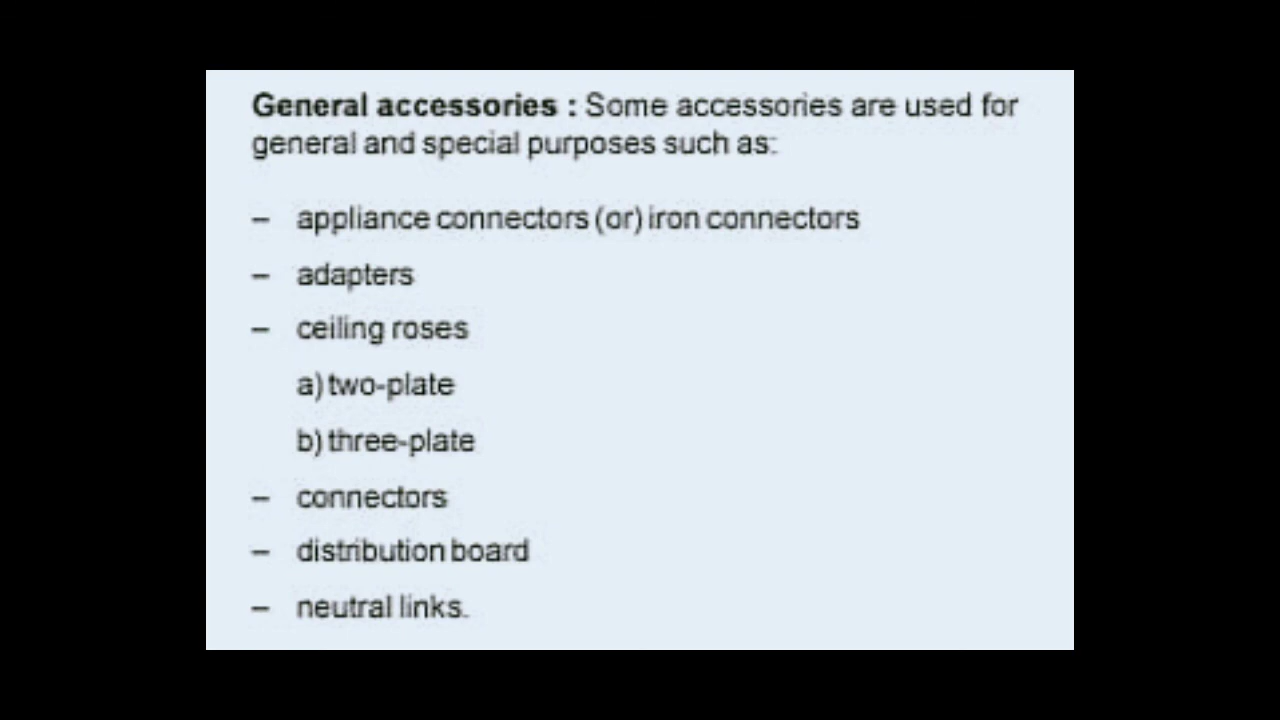 General accessories : Some accessories are used for
general and special purposes such as:
– appliance connectors (or) iron connectors
– adapters
– ceiling roses
a) two-plate
b) three-plate
– connectors
– distribution board
– neutral links.